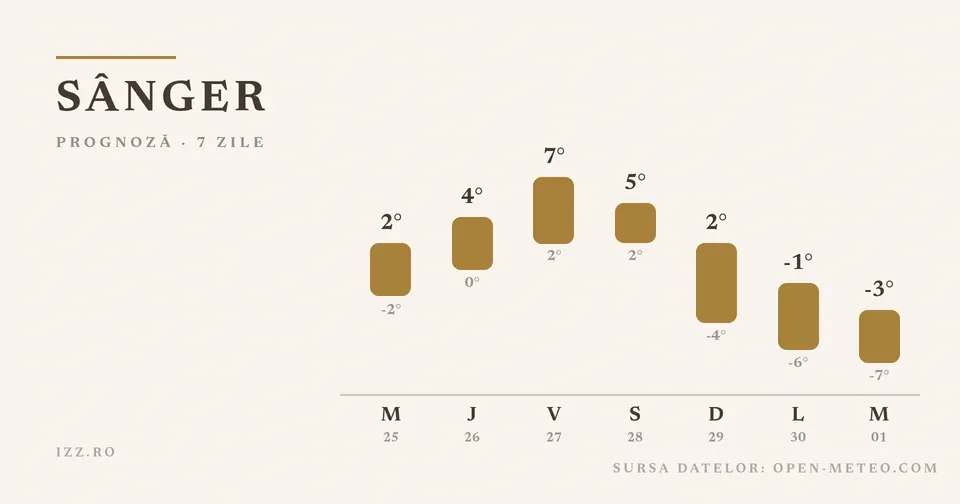 SÂNGER
PROGNOZĂ · 7 ZILE
2° 4° 7° 5° 2° -1° -3°
-2° 0° 2° 2° -4° -6° -7°
M J V S D L M
25 26 27 28 29 30 01
IZZ.RO
SURSA DATELOR: OPEN-METEO.COM